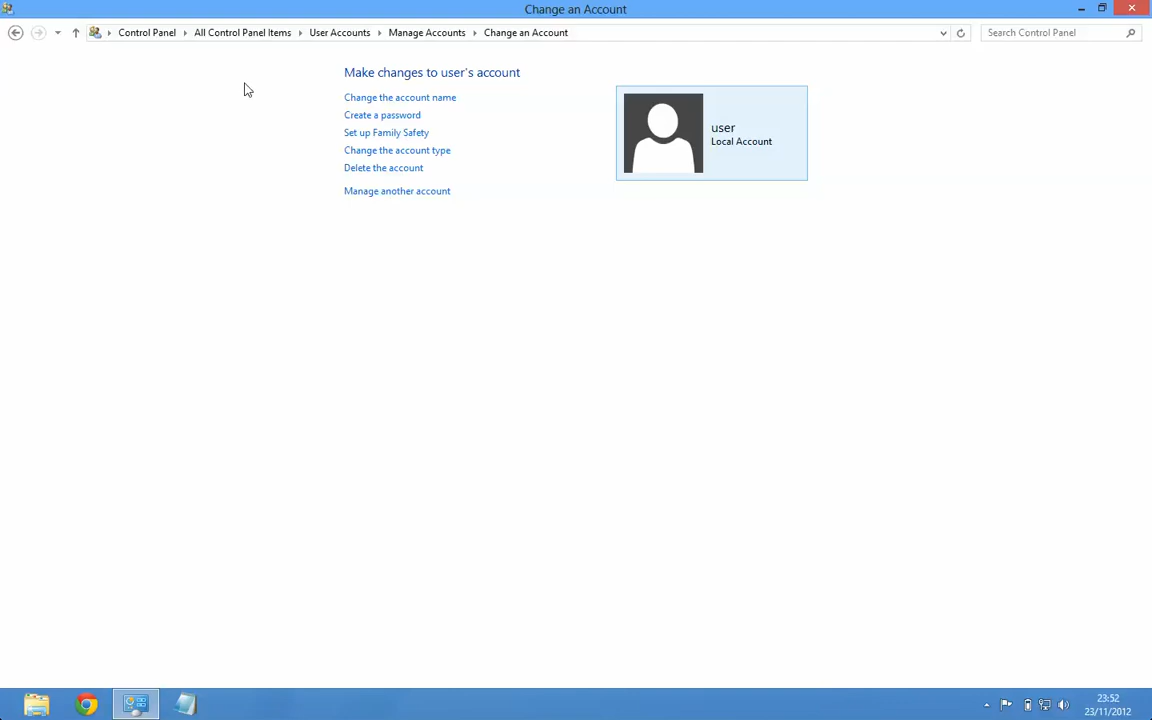 Change an Account
Control Panel All Control Panel Items User Accounts Manage Accounts Change an Account
Search Control Panel
Make changes to user's account
Change the account name
Create a password
Set up Family Safety
Change the account type
Delete the account
Manage another account
user
Local Account
23:52
23/11/2012